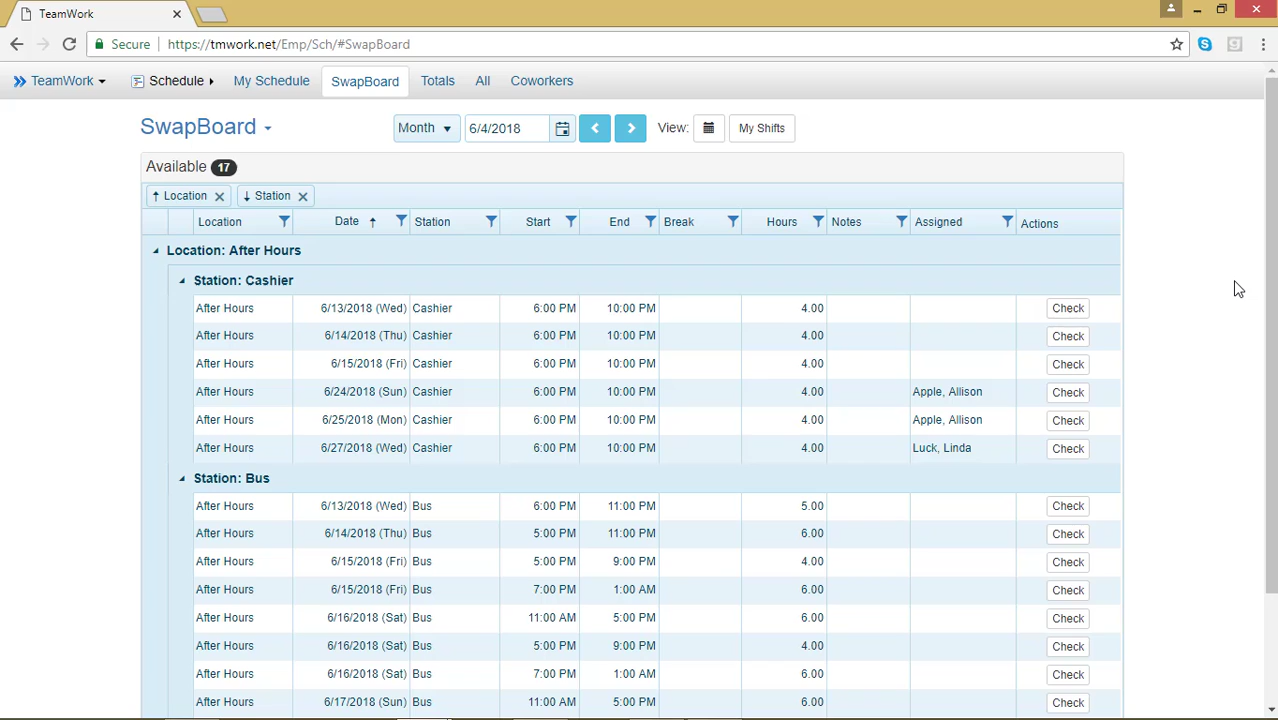 TeamWork
Secure https://tmwork.net/Emp/Sch/#SwapBoard
TeamWork Schedule My Schedule SwapBoard Totals All Coworkers
SwapBoard Month 6/4/2018 View: My Shifts
Available 17
Location Station
Location Date Station Start End Break Hours Notes Assigned Actions
Location: After Hours
Station: Cashier
After Hours 6/13/2018 (Wed) Cashier 6:00 PM 10:00 PM 4.00 Check
After Hours 6/14/2018 (Thu) Cashier 6:00 PM 10:00 PM 4.00 Check
After Hours 6/15/2018 (Fri) Cashier 6:00 PM 10:00 PM 4.00 Check
After Hours 6/24/2018 (Sun) Cashier 6:00 PM 10:00 PM 4.00 Apple, Allison Check
After Hours 6/25/2018 (Mon) Cashier 6:00 PM 10:00 PM 4.00 Apple, Allison Check
After Hours 6/27/2018 (Wed) Cashier 6:00 PM 10:00 PM 4.00 Luck, Linda Check
Station: Bus
After Hours 6/13/2018 (Wed) Bus 6:00 PM 11:00 PM 5.00 Check
After Hours 6/14/2018 (Thu) Bus 5:00 PM 11:00 PM 6.00 Check
After Hours 6/15/2018 (Fri) Bus 5:00 PM 9:00 PM 4.00 Check
After Hours 6/15/2018 (Fri) Bus 7:00 PM 1:00 AM 6.00 Check
After Hours 6/16/2018 (Sat) Bus 11:00 AM 5:00 PM 6.00 Check
After Hours 6/16/2018 (Sat) Bus 5:00 PM 9:00 PM 4.00 Check
After Hours 6/16/2018 (Sat) Bus 7:00 PM 1:00 AM 6.00 Check
After Hours 6/17/2018 (Sun) Bus 11:00 AM 5:00 PM 6.00 Check